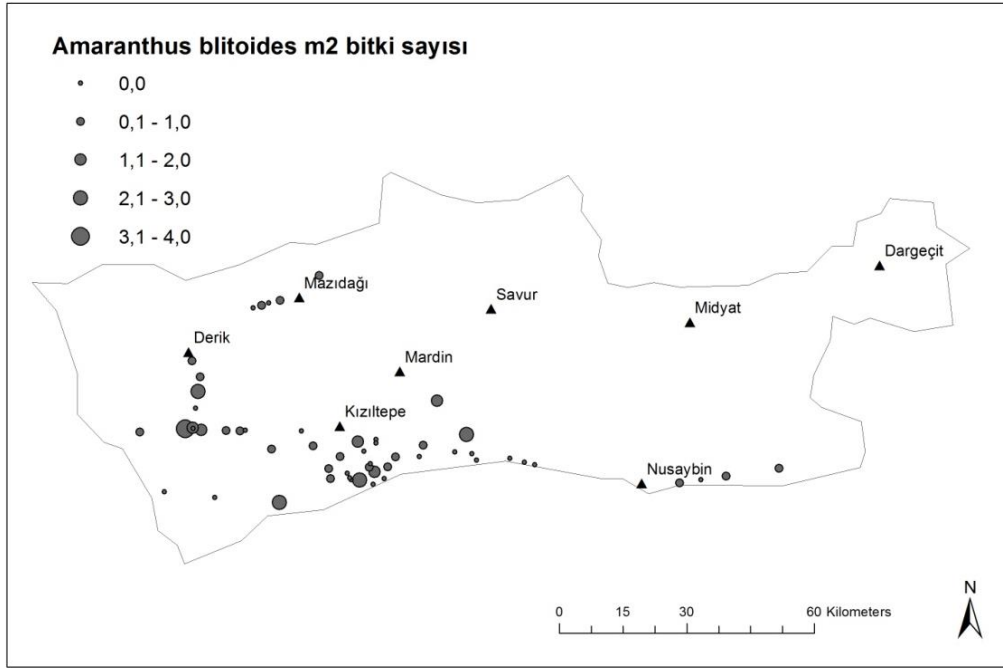 Amaranthus blitoides m2 bitki sayısı
0,0
0,1 - 1,0
1,1 - 2,0
2,1 - 3,0
3,1 - 4,0
Dargeçit
Mazıdağı
Savur
Midyat
Derik
Mardin
Kızıltepe
Nusaybin
N
0 15 30 60 Kilometers